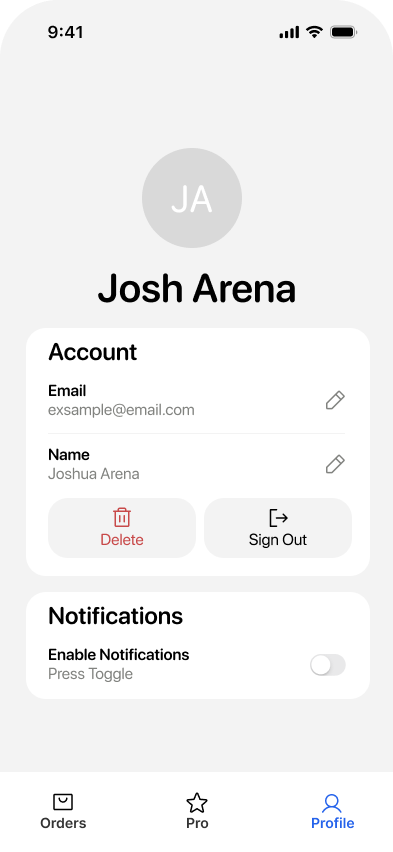 9:41
JA
Josh Arena
Account
Email
exsample@email.com
Name
Joshua Arena
Delete
Sign Out
Notifications
Enable Notifications
Press Toggle
Orders
Pro
Profile